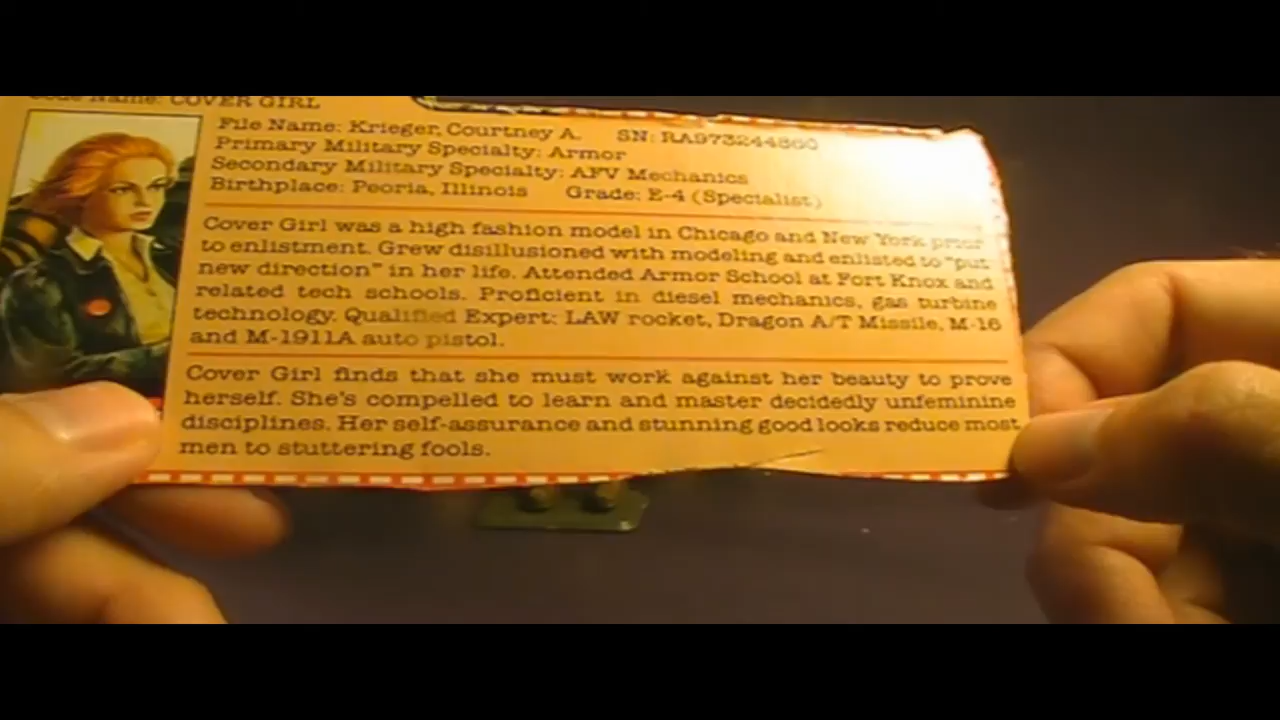 Code Name: COVER GIRL
File Name: Krieger, Courtney A. SN: RA973244860
Primary Military Specialty: Armor
Secondary Military Specialty: AFV Mechanics
Birthplace: Peoria, Illinois Grade: E-4 (Specialist)
Cover Girl was a high fashion model in Chicago and New York prior
to enlistment. Grew disillusioned with modeling and enlisted to "put
new direction" in her life. Attended Armor School at Fort Knox and
related tech schools. Proficient in diesel mechanics, gas turbine
technology. Qualified Expert: LAW rocket, Dragon A/T Missile, M-16
and M-1911A auto pistol.
Cover Girl finds that she must work against her beauty to prove
herself. She's compelled to learn and master decidedly unfeminine
disciplines. Her self-assurance and stunning good looks reduce most
men to stuttering fools.